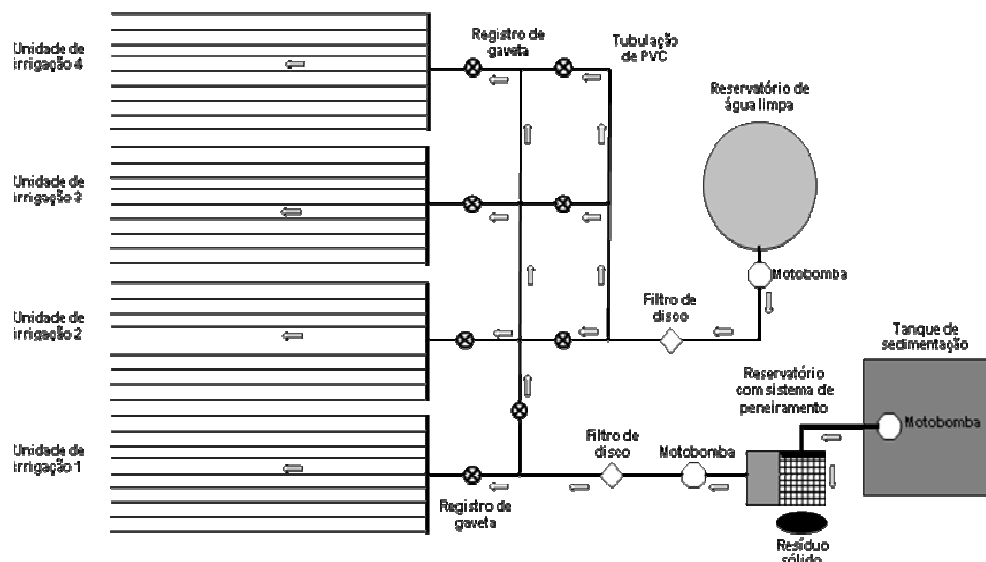 Unidade de
irrigação 4
Registro de
gaveta
Tubulação
de PVC
Reservatório de
água limpa
Unidade de
irrigação 3
Motobomba
Filtro de
disco
Unidade de
irrigação 2
Tanque de
sedimentação
Reservatório
com sistema de
peneiramento
Motobomba
Unidade de
irrigação 1
Filtro de
disco
Motobomba
Registro de
gaveta
Resíduo
sólido